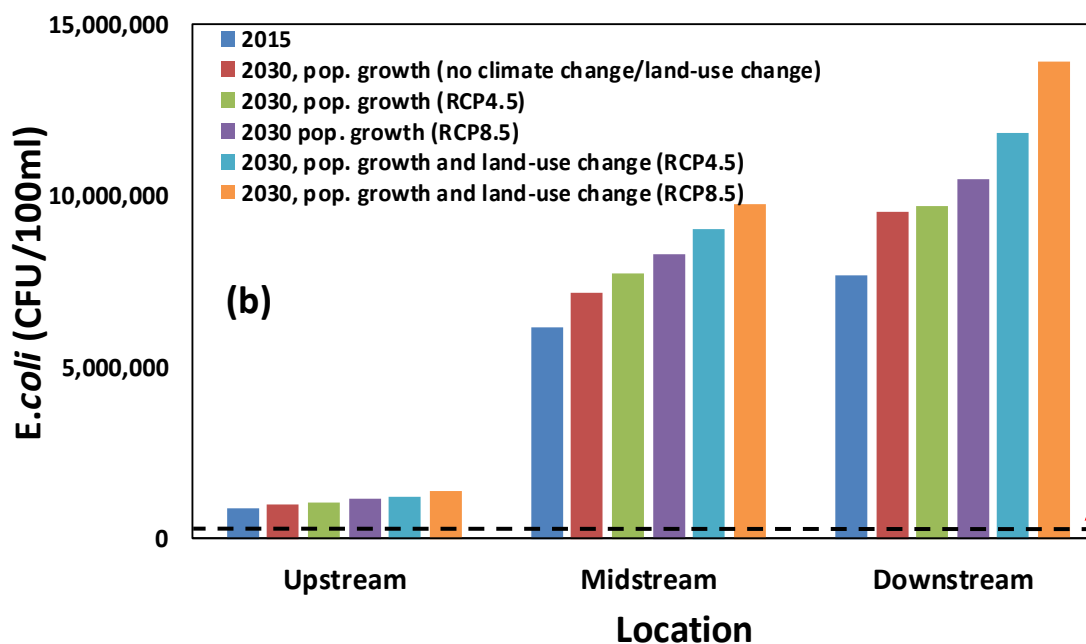 15,000,000
2015
2030, pop. growth (no climate change/land-use change)
2030, pop. growth (RCP4.5)
2030 pop. growth (RCP8.5)
2030, pop. growth and land-use change (RCP4.5)
2030, pop. growth and land-use change (RCP8.5)
10,000,000
(b)
5,000,000
0
E.coli (CFU/100ml)
Upstream
Midstream
Downstream
Location